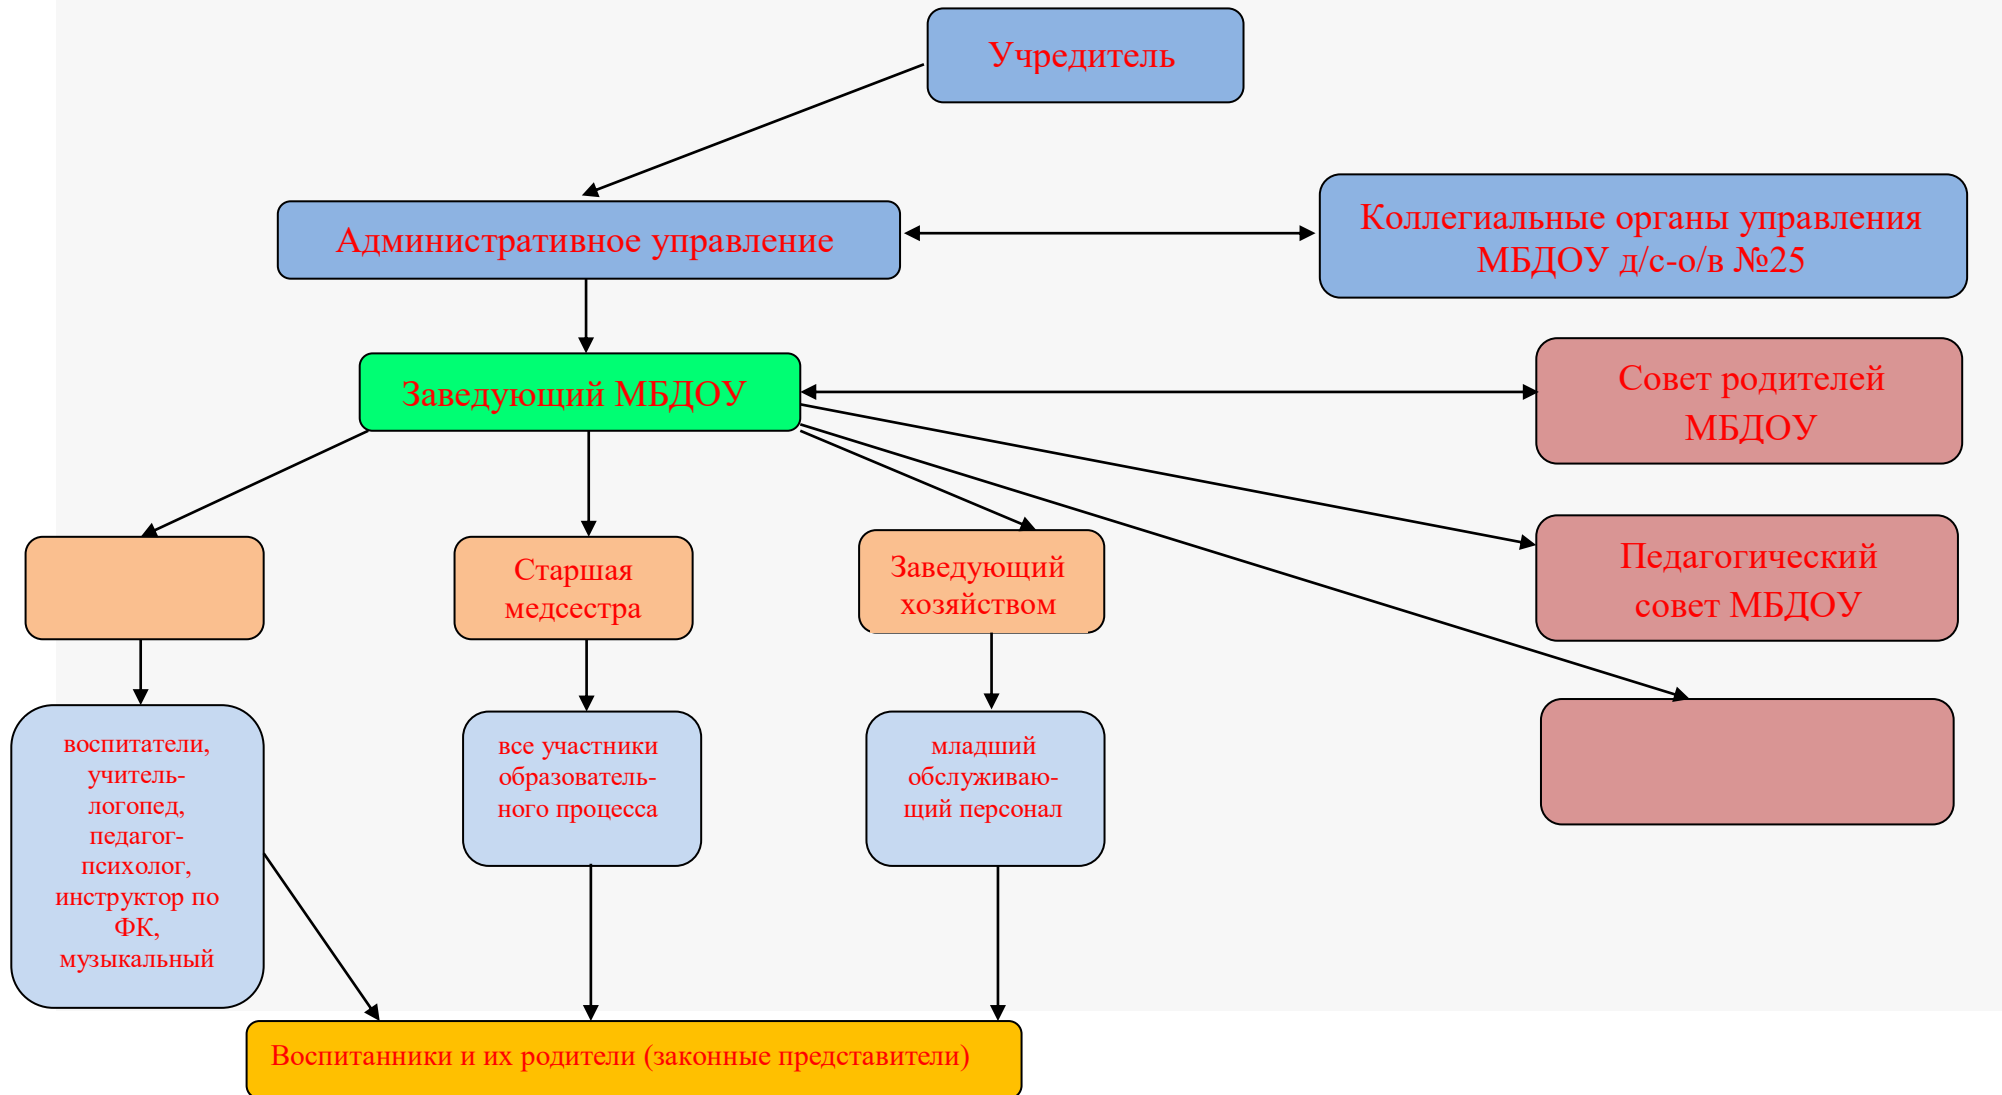 Учредитель
Административное управление
Коллегиальные органы управления
МБДОУ д/с-о/в №25
Заведующий МБДОУ
Совет родителей
МБДОУ
Старшая
медсестра
Заведующий
хозяйством
Педагогический
совет МБДОУ
воспитатели,
учитель-
логопед,
педагог-
психолог,
инструктор по
ФК,
музыкальный
все участники
образователь-
ного процесса
младший
обслуживаю-
щий персонал
Воспитанники и их родители (законные представители)